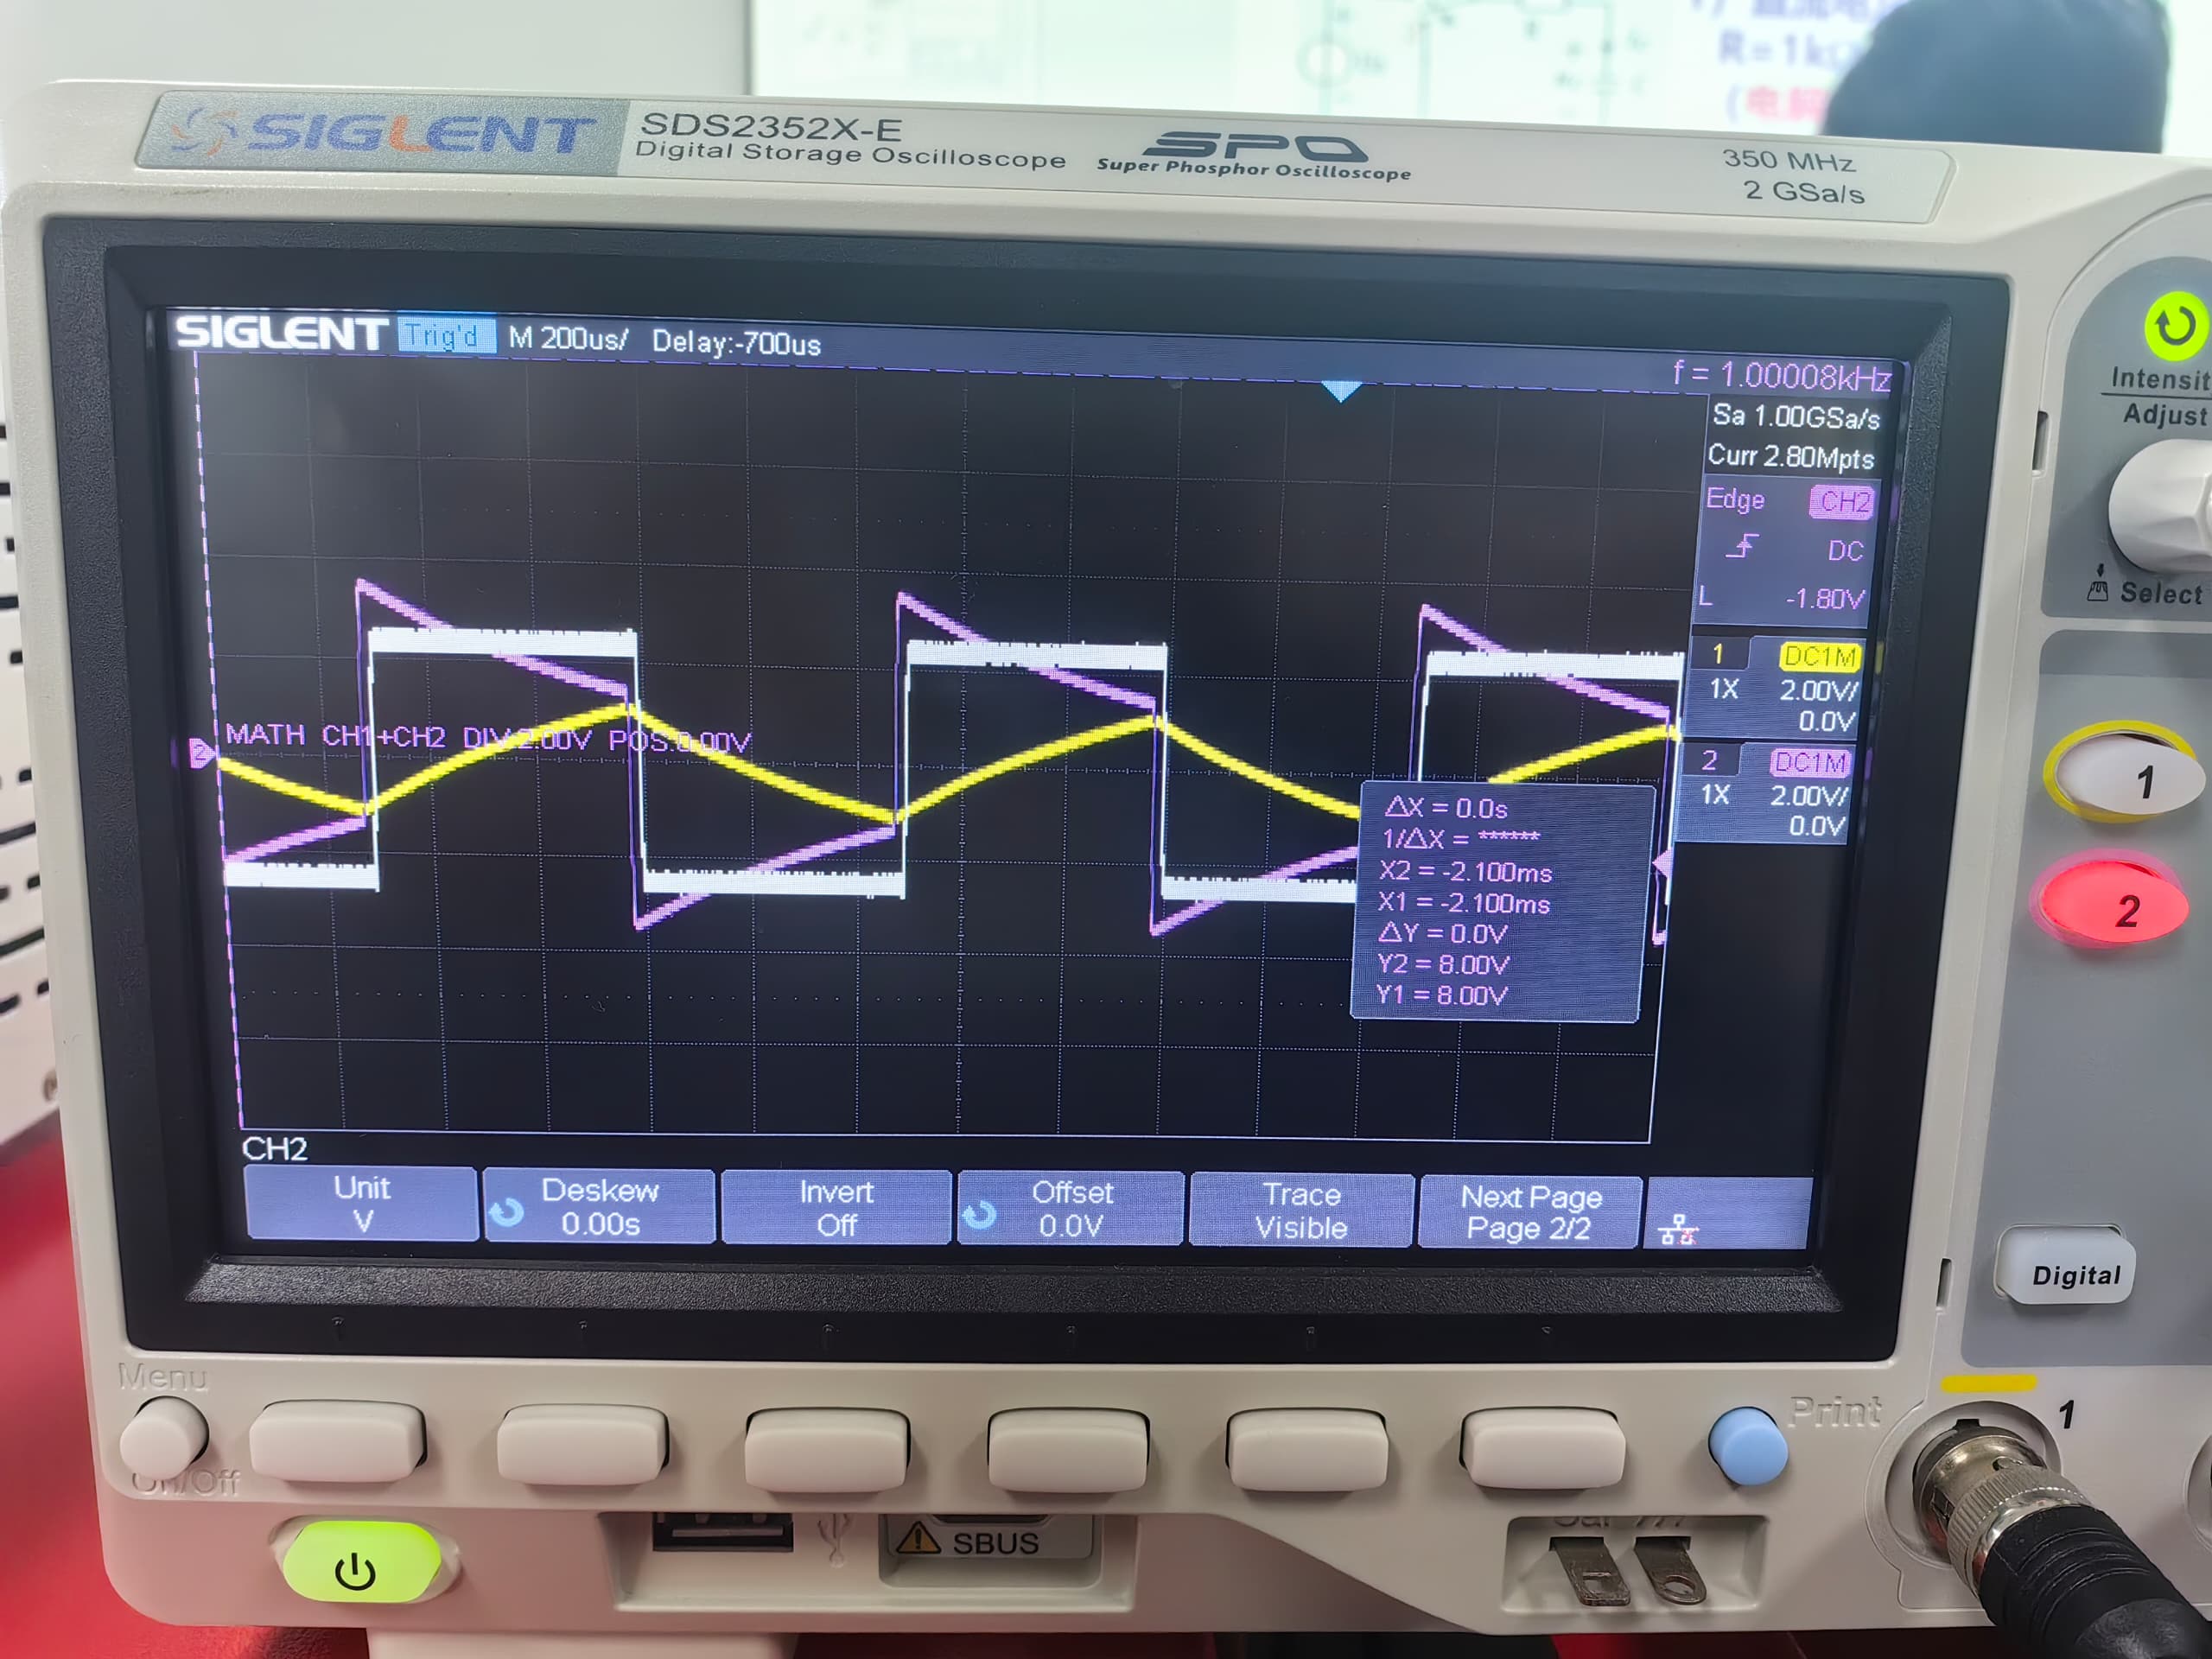 R=1kΩ
SIGLENT
SDS2352X-E
Digital Storage Oscilloscope
SPO
Super Phosphor Oscilloscope
350 MHz
2 GSa/s
SIGLENT Trig'd M 200us/ Delay:-700us
f = 1.00008kHz
Sa 1.00GSa/s
Curr 2.80Mpts
Edge CH2
DC
L -1.80V
1 DC1M
1X 2.00V/
0.0V
2 DC1M
1X 2.00V/
0.0V
2
MATH CH1+CH2 DIV:2.00V POS:0.00V
ΔX = 0.0s
1/ΔX = ******
X2 = -2.100ms
X1 = -2.100ms
ΔY = 0.0V
Y2 = 8.00V
Y1 = 8.00V
CH2
Unit
V
Deskew
0.00s
Invert
Off
Offset
0.0V
Trace
Visible
Next Page
Page 2/2
Intensit
Adjust
Select
1
2
Digital
Menu
On/Off
Print
1
SBUS